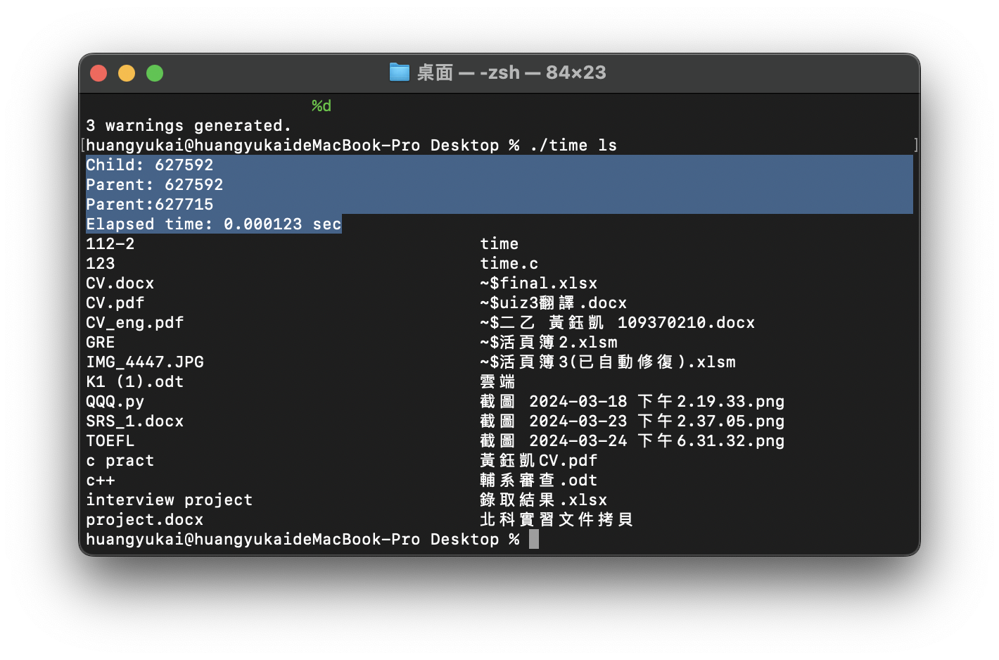 桌面 — -zsh — 84×23
%d
3 warnings generated.
[huangyukai@huangyukaideMacBook-Pro Desktop % ./time ls ]
Child: 627592
Parent: 627592
Parent:627715
Elapsed time: 0.000123 sec
112-2 time
123 time.c
CV.docx ~$final.xlsx
CV.pdf ~$uiz3翻譯.docx
CV_eng.pdf ~$二乙 黃鈺凱 109370210.docx
GRE ~$活頁簿2.xlsm
IMG_4447.JPG ~$活頁簿3(已自動修復).xlsm
K1 (1).odt 雲端
QQQ.py 截圖 2024-03-18 下午2.19.33.png
SRS_1.docx 截圖 2024-03-23 下午2.37.05.png
TOEFL 截圖 2024-03-24 下午6.31.32.png
c pract 黃鈺凱CV.pdf
c++ 輔系審查.odt
interview project 錄取結果.xlsx
project.docx 北科實習文件拷貝
huangyukai@huangyukaideMacBook-Pro Desktop %